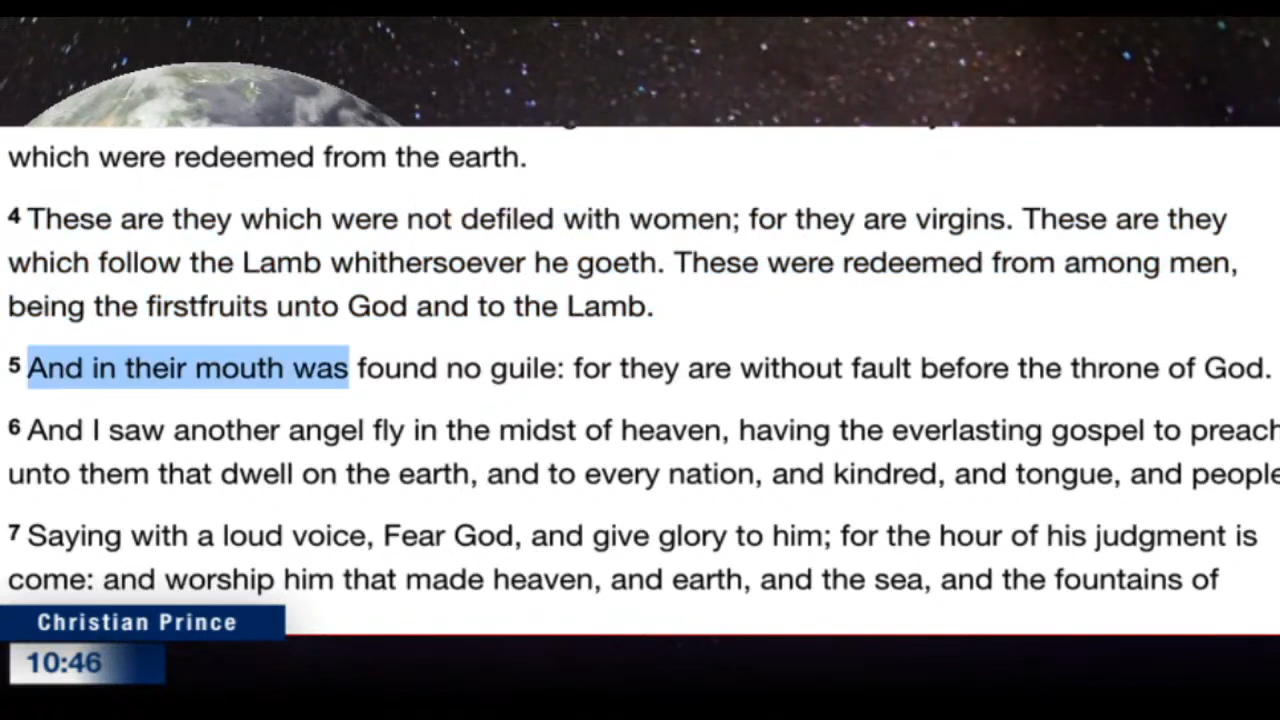 which were redeemed from the earth.
4 These are they which were not defiled with women; for they are virgins. These are they
which follow the Lamb whithersoever he goeth. These were redeemed from among men,
being the firstfruits unto God and to the Lamb.
5 And in their mouth was found no guile: for they are without fault before the throne of God.
6 And I saw another angel fly in the midst of heaven, having the everlasting gospel to preach
unto them that dwell on the earth, and to every nation, and kindred, and tongue, and people
7 Saying with a loud voice, Fear God, and give glory to him; for the hour of his judgment is
come: and worship him that made heaven, and earth, and the sea, and the fountains of
Christian Prince
10:46